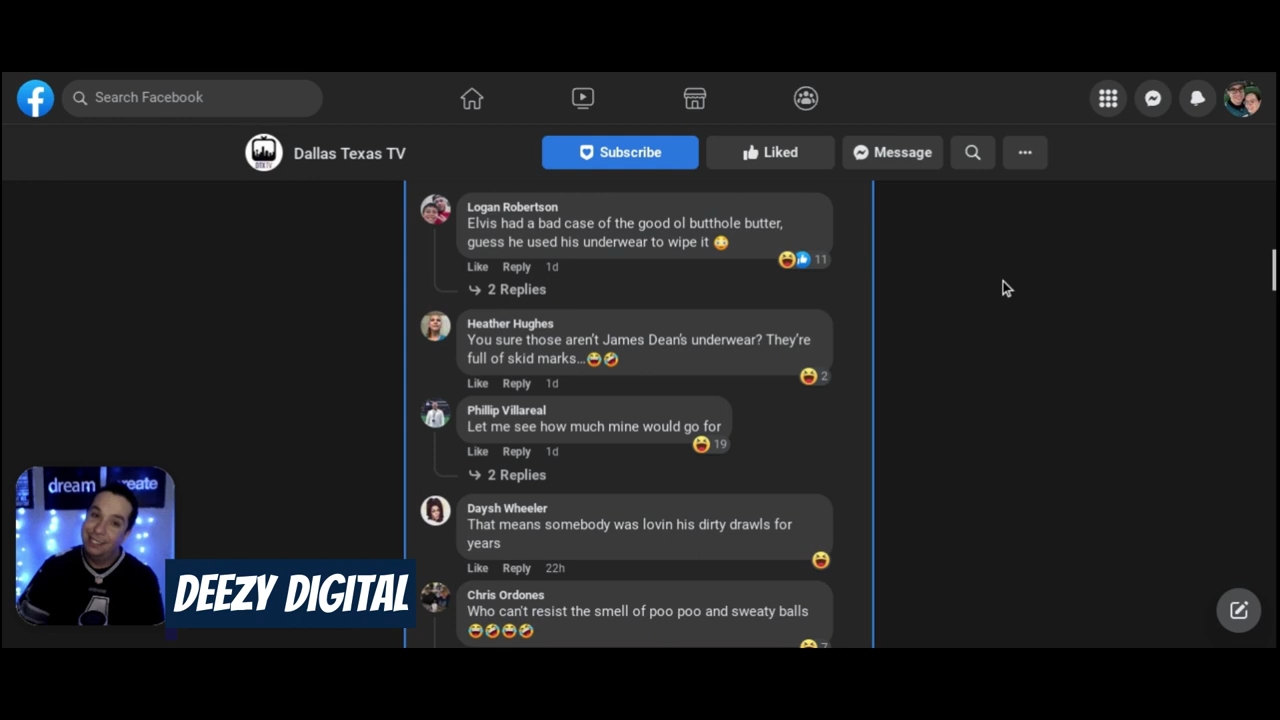 Search Facebook
Dallas Texas TV
Subscribe
Liked
Message
Logan Robertson
Elvis had a bad case of the good ol butthole butter,
guess he used his underwear to wipe it 😳
11
Like Reply 1d
2 Replies
Heather Hughes
You sure those aren't James Dean's underwear? They're
full of skid marks...😂🤣
2
Like Reply 1d
Phillip Villareal
Let me see how much mine would go for
19
Like Reply 1d
2 Replies
Daysh Wheeler
That means somebody was lovin his dirty drawls for
years
Like Reply 22h
Chris Ordones
Who can't resist the smell of poo poo and sweaty balls
😂🤣😂🤣
dream
DEEZY DIGITAL